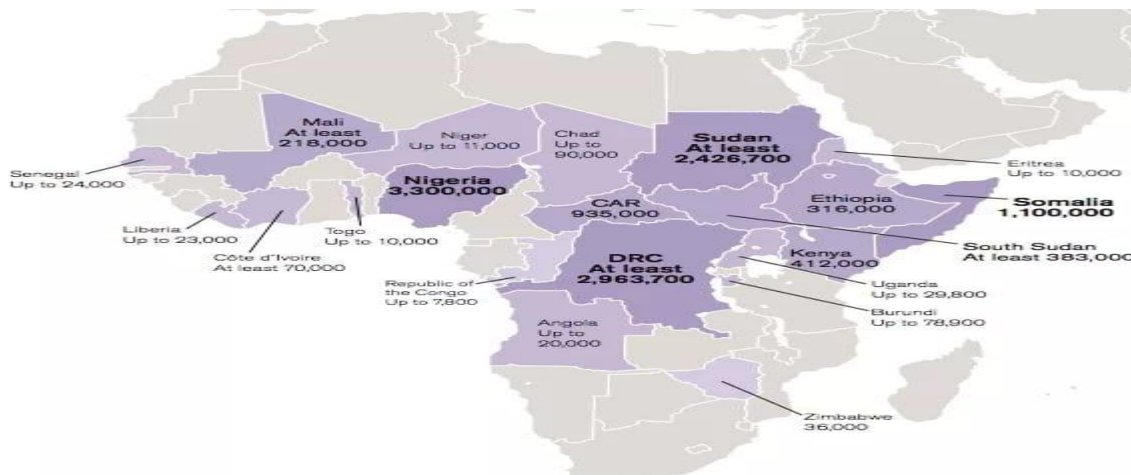 Mali
At least
218,000
Niger
Up to 11,000
Chad
Up to
90,000
Sudan
At least
2,426,700
Senegal
Up to 24,000
Eritrea
Up to 10,000
Nigeria
3,300,000
Ethiopia
316,000
Somalia
1,100,000
CAR
935,000
Liberia
Up to 23,000
Togo
Up to 10,000
Côte d'Ivoire
At least 70,000
South Sudan
At least 383,000
DRC
At least
2,963,700
Kenya
412,000
Republic of
the Congo
Up to 7,800
Uganda
Up to 29,800
Burundi
Up to 78,900
Angola
Up to
20,000
Zimbabwe
36,000